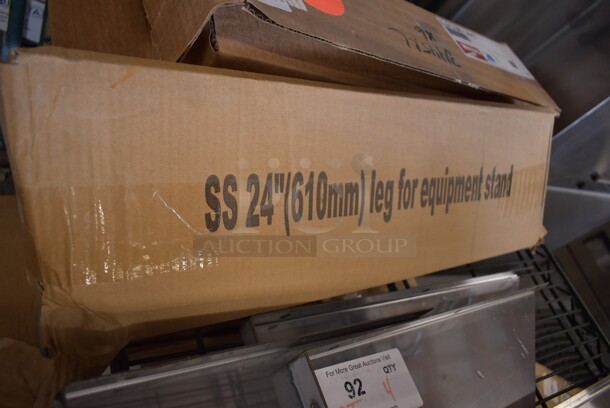 SS 24"(610mm) leg for equipment stand
AUCTION GROUP
For More Great Auctions Visit
92
QTY
4